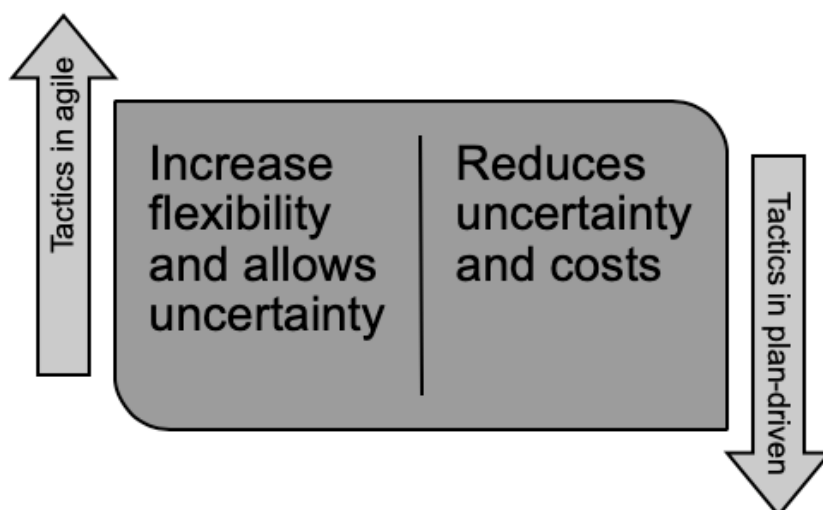 Tactics in agile
Increase
flexibility
and allows
uncertainty
Reduces
uncertainty
and costs
Tactics in plan-driven